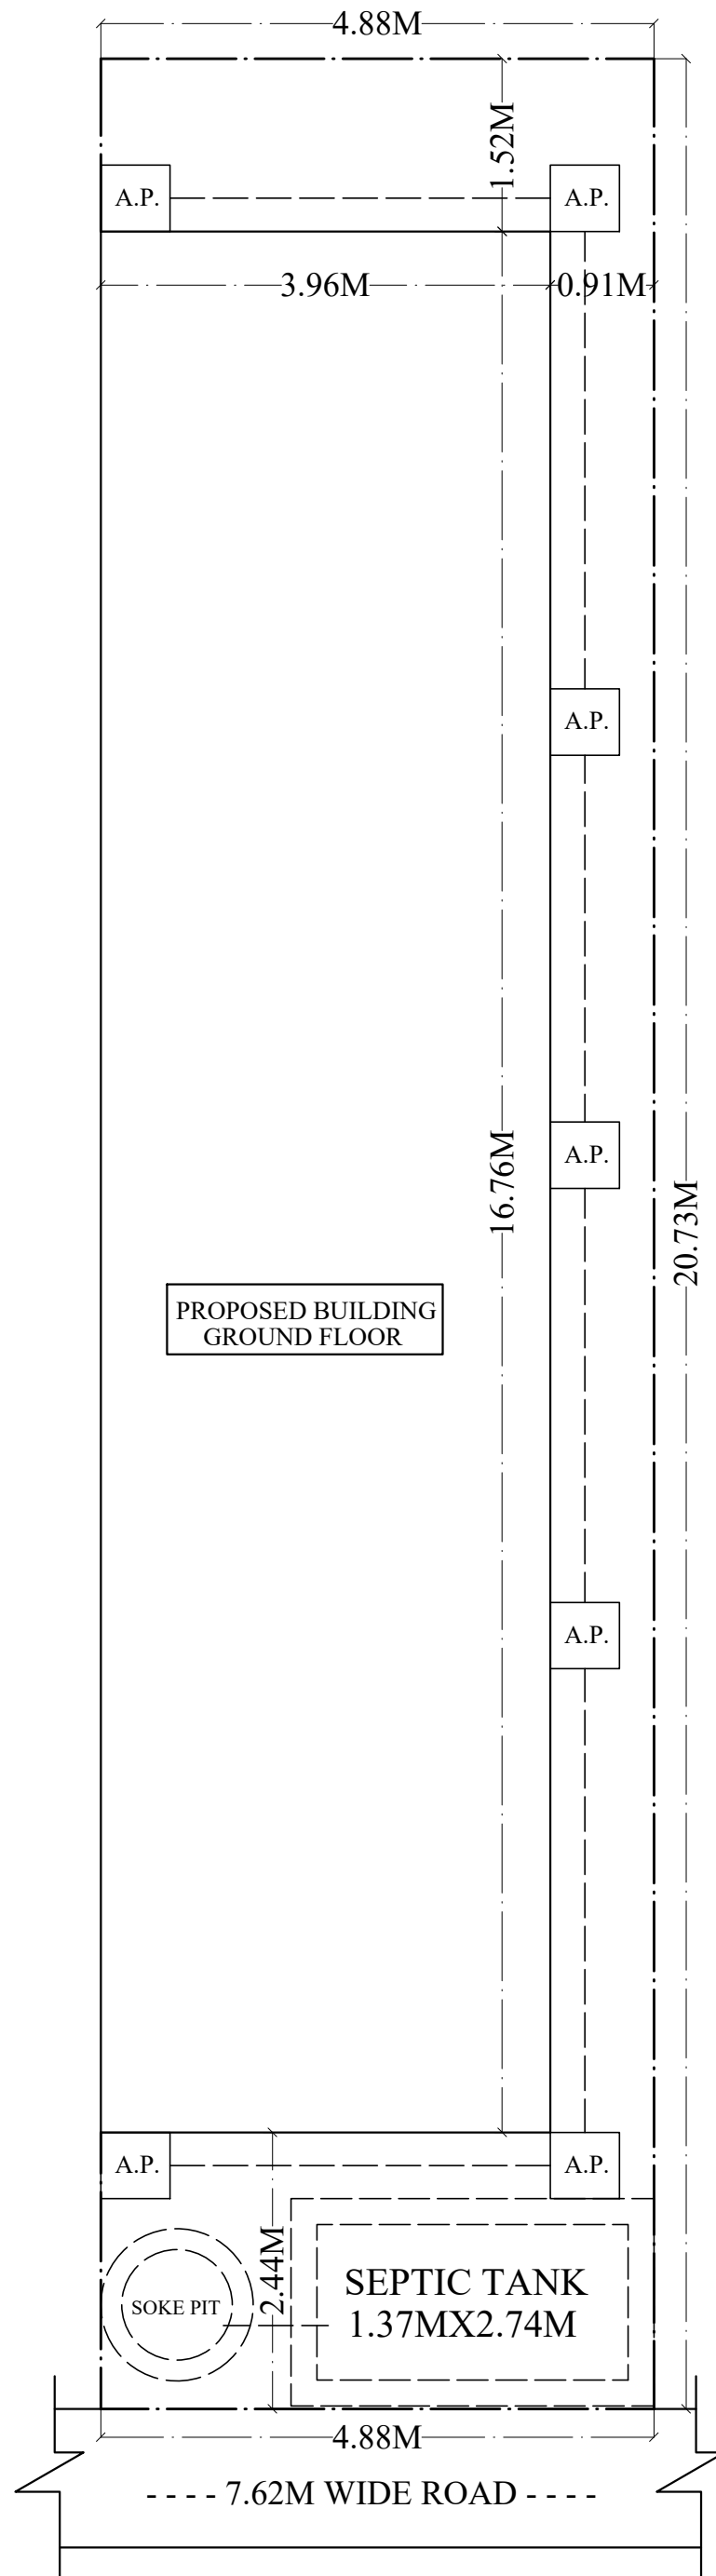 4.88M
1.52M
A.P.
A.P.
3.96M
0.91M
A.P.
A.P.
16.76M
20.73M
PROPOSED BUILDING
GROUND FLOOR
A.P.
A.P.
A.P.
2.44M
SEPTIC TANK
1.37MX2.74M
SOKE PIT
4.88M
- - - - 7.62M WIDE ROAD - - - -